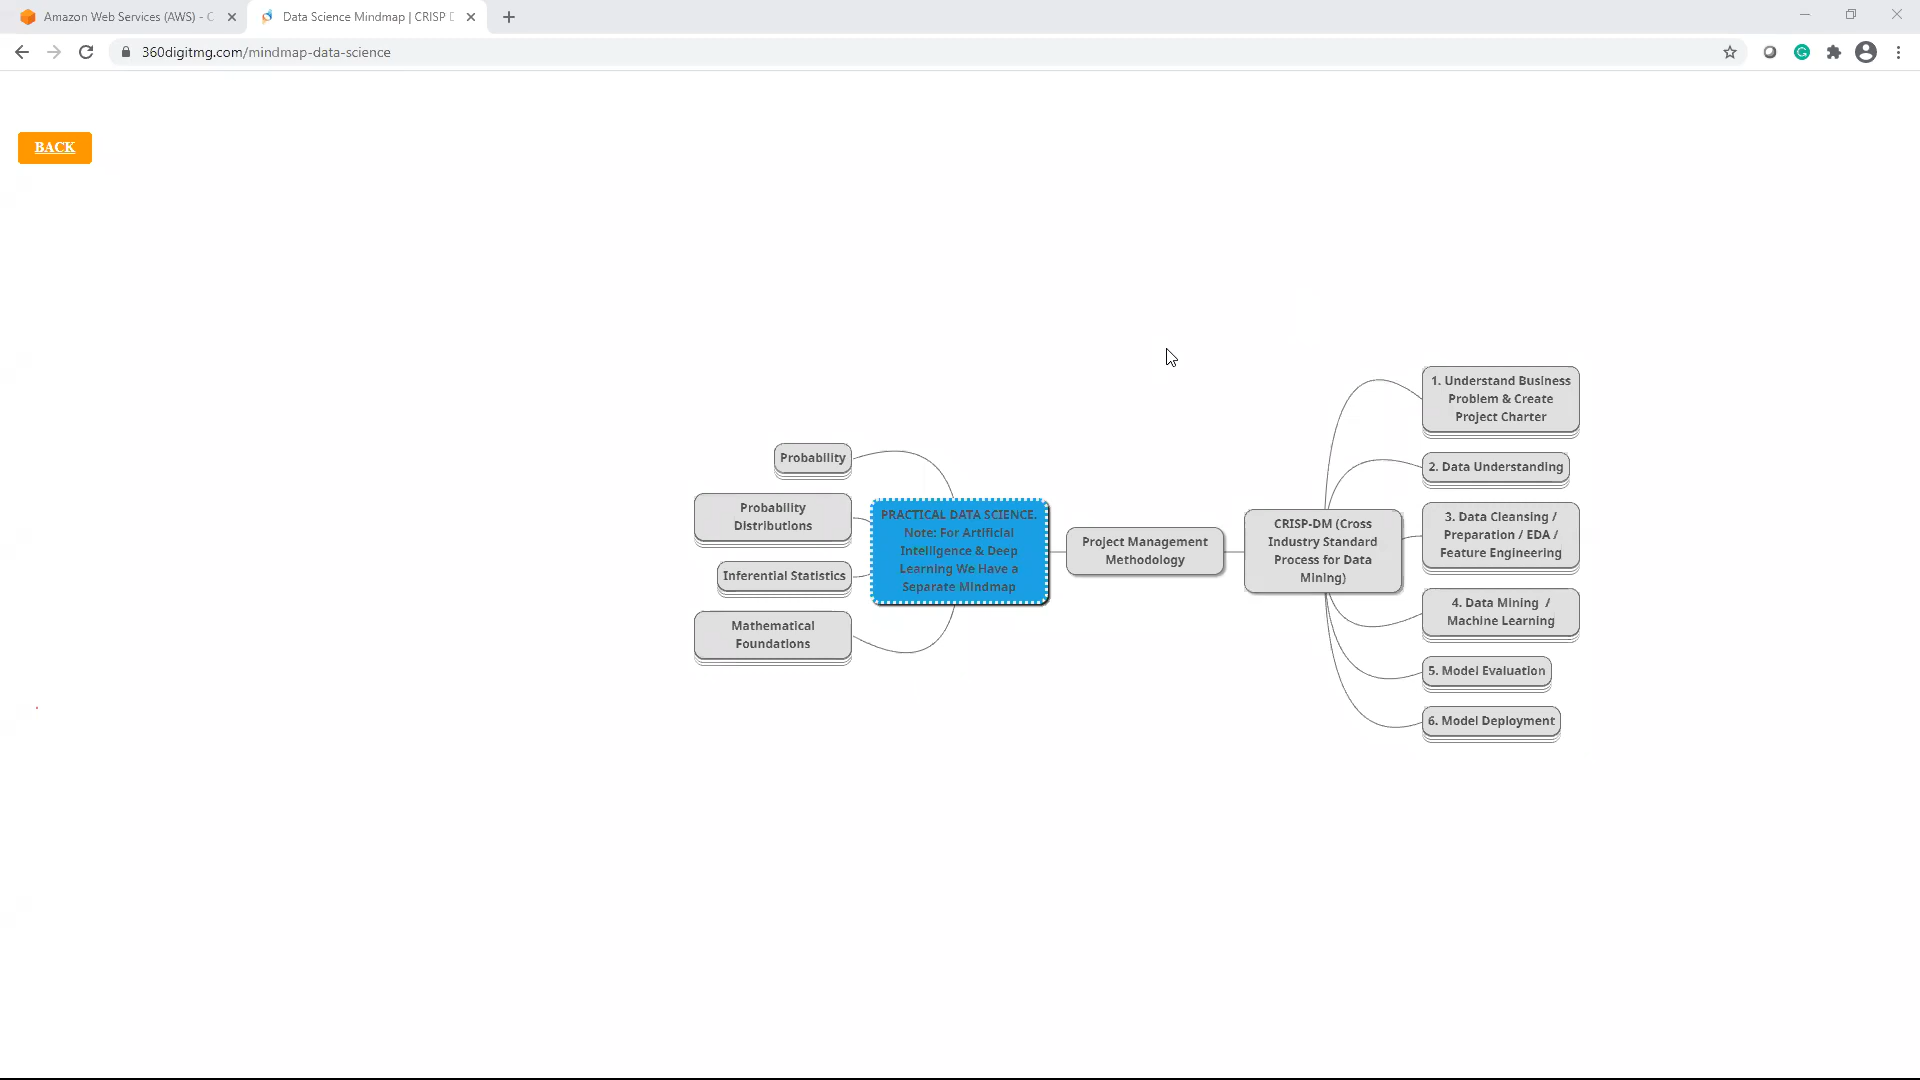 Amazon Web Services (AWS) - C
Data Science Mindmap | CRISP D
360digitmg.com/mindmap-data-science
BACK
Probability
Probability
Distributions
Inferential Statistics
Mathematical
Foundations
PRACTICAL DATA SCIENCE.
Note: For Artificial
Intelligence & Deep
Learning We Have a
Separate Mindmap
Project Management
Methodology
CRISP-DM (Cross
Industry Standard
Process for Data
Mining)
1. Understand Business
Problem & Create
Project Charter
2. Data Understanding
3. Data Cleansing /
Preparation / EDA /
Feature Engineering
4. Data Mining /
Machine Learning
5. Model Evaluation
6. Model Deployment